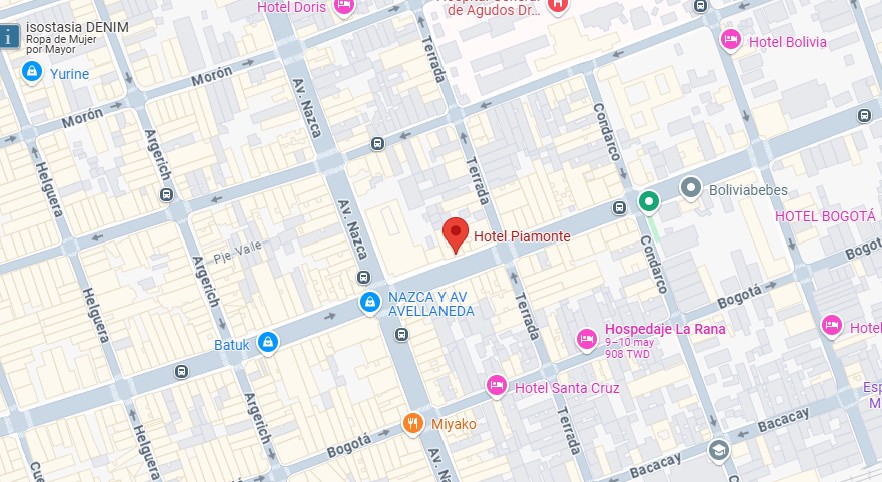 Hotel Doris
de Agudos Dr...
isostasia DENIM
Ropa de Mujer
por Mayor
Yurine
Terrada
Hotel Bolivia
Morón
Av. Nazca
Morón
Argerich
Condarco
Helguera
Terrada
Boliviabebes
Av. Nazca
HOTEL BOGOTÁ
Hotel Piamonte
Pje. Valle
Condarco
Bogotá
Argerich
Helguera
Bogotá
NAZCA Y AV
AVELLANEDA
Terrada
Batuk
Hospedaje La Rana
9–10 may
908 TWD
Hotel
Hotel Santa Cruz
Argerich
Terrada
Bacacay
Miyako
Bogotá
Av. N
Bacacay